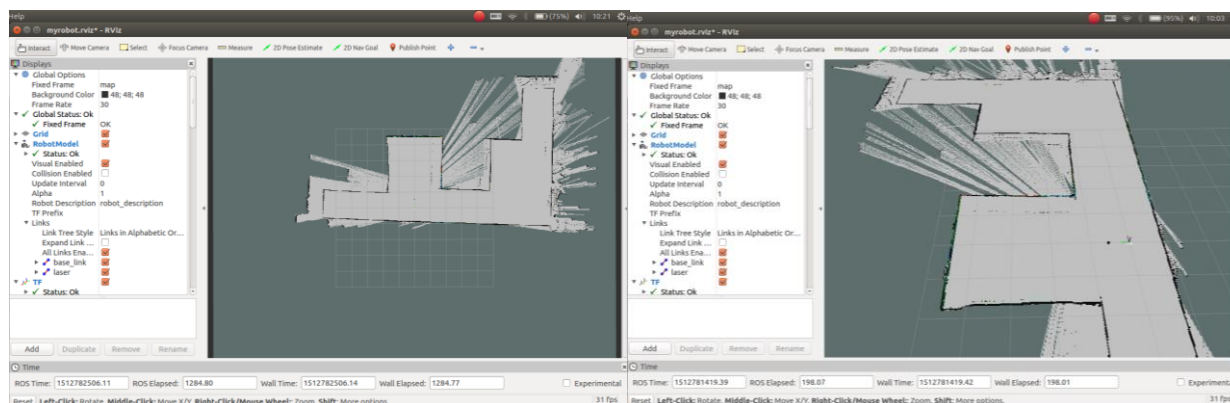 Help
(75%) 10:21
myrobot.rviz* - RViz
Interact Move Camera Select Focus Camera Measure 2D Pose Estimate 2D Nav Goal Publish Point
Displays
Global Options
Fixed Frame map
Background Color 48; 48; 48
Frame Rate 30
Global Status: Ok
Fixed Frame OK
Grid
RobotModel
Status: Ok
Visual Enabled
Collision Enabled
Update Interval 0
Alpha 1
Robot Description robot_description
TF Prefix
Links
Link Tree Style Links in Alphabetic Or...
Expand Link ...
All Links Ena...
base_link
laser
TF
Status: Ok
Add Duplicate Remove Rename
Time
ROS Time: 1512782506.11 ROS Elapsed: 1284.80 Wall Time: 1512782506.14 Wall Elapsed: 1284.77 Experimental
Reset Left-Click: Rotate. Middle-Click: Move X/Y. Right-Click/Mouse Wheel: Zoom. Shift: More options. 31 fps
Help
(95%) 10:03
myrobot.rviz* - RViz
Interact Move Camera Select Focus Camera Measure 2D Pose Estimate 2D Nav Goal Publish Point
Displays
Global Options
Fixed Frame map
Background Color 48; 48; 48
Frame Rate 30
Global Status: Ok
Fixed Frame OK
Grid
RobotModel
Status: Ok
Visual Enabled
Collision Enabled
Update Interval 0
Alpha 1
Robot Description robot_description
TF Prefix
Links
Link Tree Style Links in Alphabetic Or...
Expand Link ...
All Links Ena...
base_link
laser
TF
Status: Ok
Add Duplicate Remove Rename
Time
ROS Time: 1512781419.39 ROS Elapsed: 198.07 Wall Time: 1512781419.42 Wall Elapsed: 198.01 Experimental
Reset Left-Click: Rotate. Middle-Click: Move X/Y. Right-Click/Mouse Wheel: Zoom. Shift: More options. 31 fps